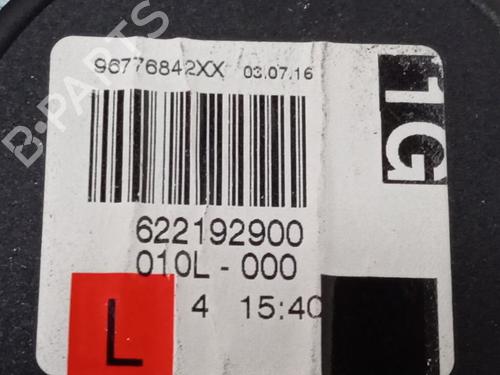 96776842XX 03.07.16
1G
622192900
010L - 000
4 15:40
L
B-PARTS